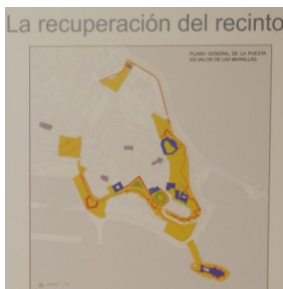 La recuperación del recinto
PLANO GENERAL DE LA PUESTA
EN VALOR DE LAS MURALLAS